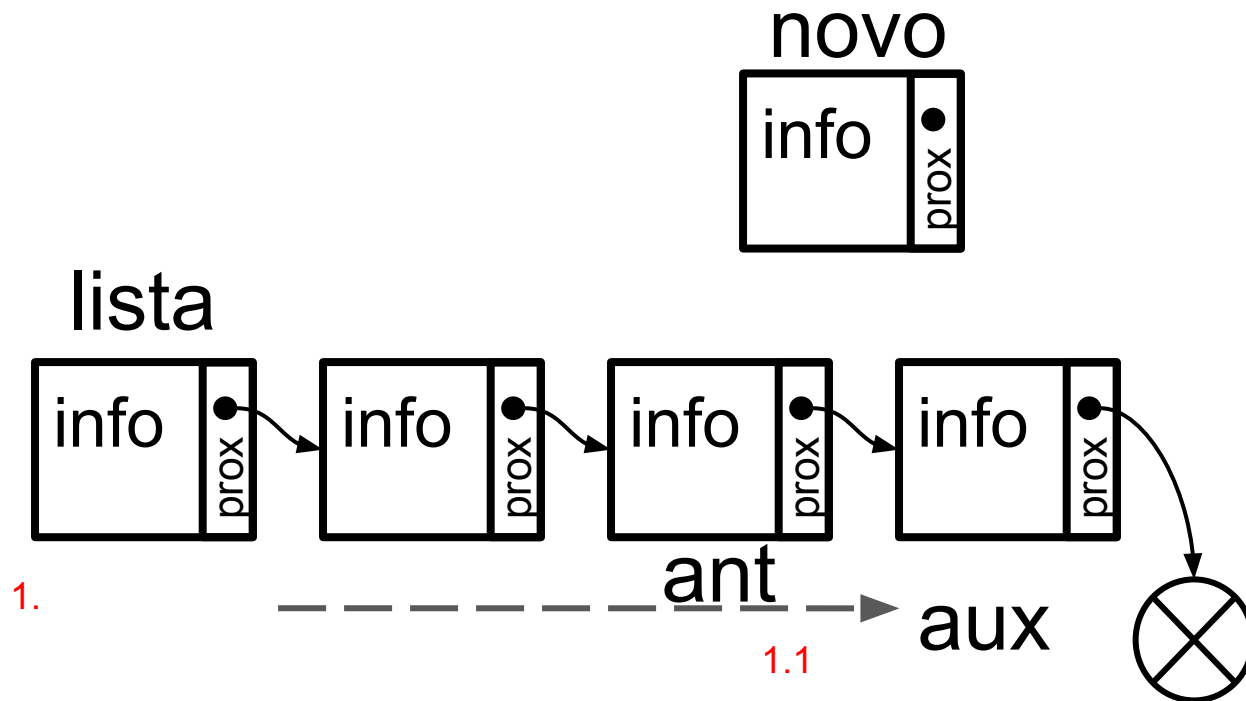 novo
info
prox
lista
info
prox
info
prox
info
prox
info
prox
ant
1.
aux
1.1